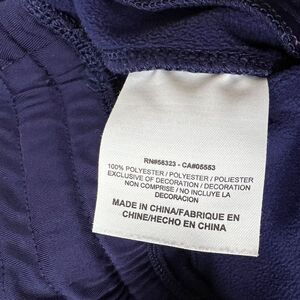 RN#56323 - CA#05553
100% POLYESTER / POLYESTER / POLIESTER
EXCLUSIVE OF DECORATION / DECORATION
NON COMPRISE / NO INCLUYE LA
DECORACION
MADE IN CHINA/FABRIQUE EN
CHINE/HECHO EN CHINA